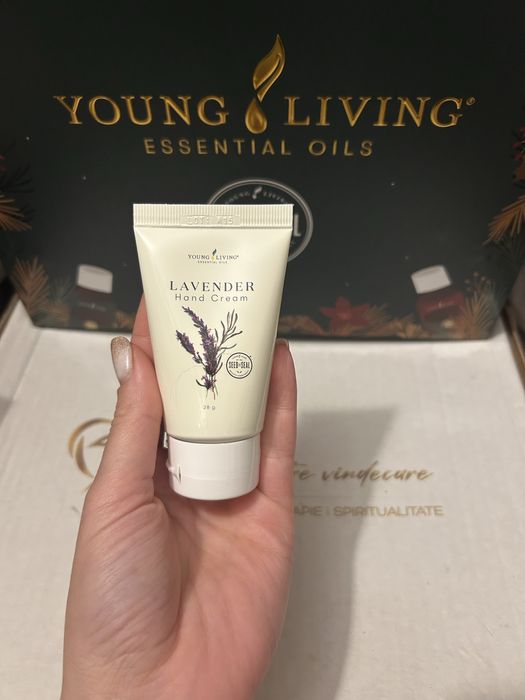 YOUNG LIVING®
ESSENTIAL OILS
YOUNG LIVING®
ESSENTIAL OILS
LAVENDER
Hand Cream
SEED TO SEAL
28 g
vindecare
SPIRITUALITATE